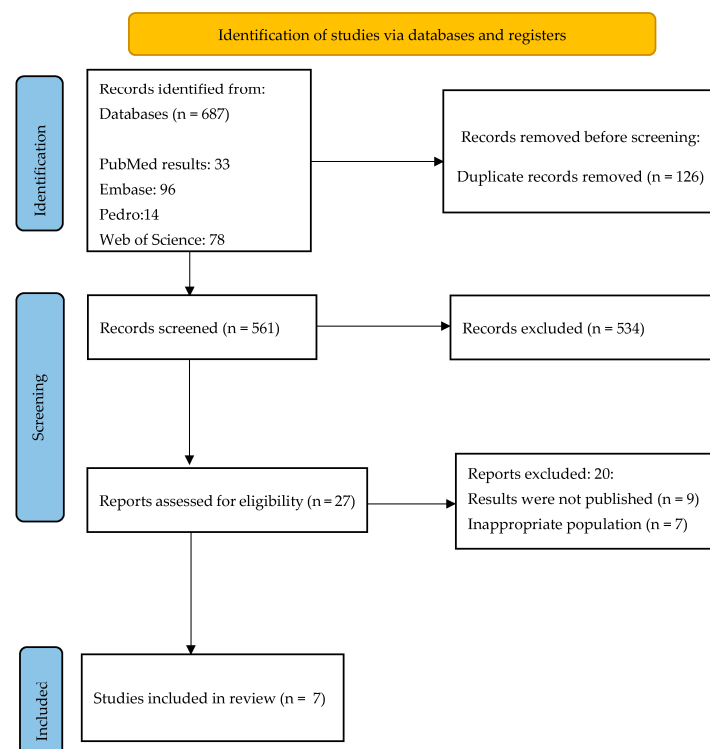 Identification of studies via databases and registers
Identification
Records identified from:
Databases (n = 687)
PubMed results: 33
Embase: 96
Pedro:14
Web of Science: 78
Records removed before screening:
Duplicate records removed (n = 126)
Screening
Records screened (n = 561)
Records excluded (n = 534)
Reports assessed for eligibility (n = 27)
Reports excluded: 20:
Results were not published (n = 9)
Inappropriate population (n = 7)
Included
Studies included in review (n = 7)